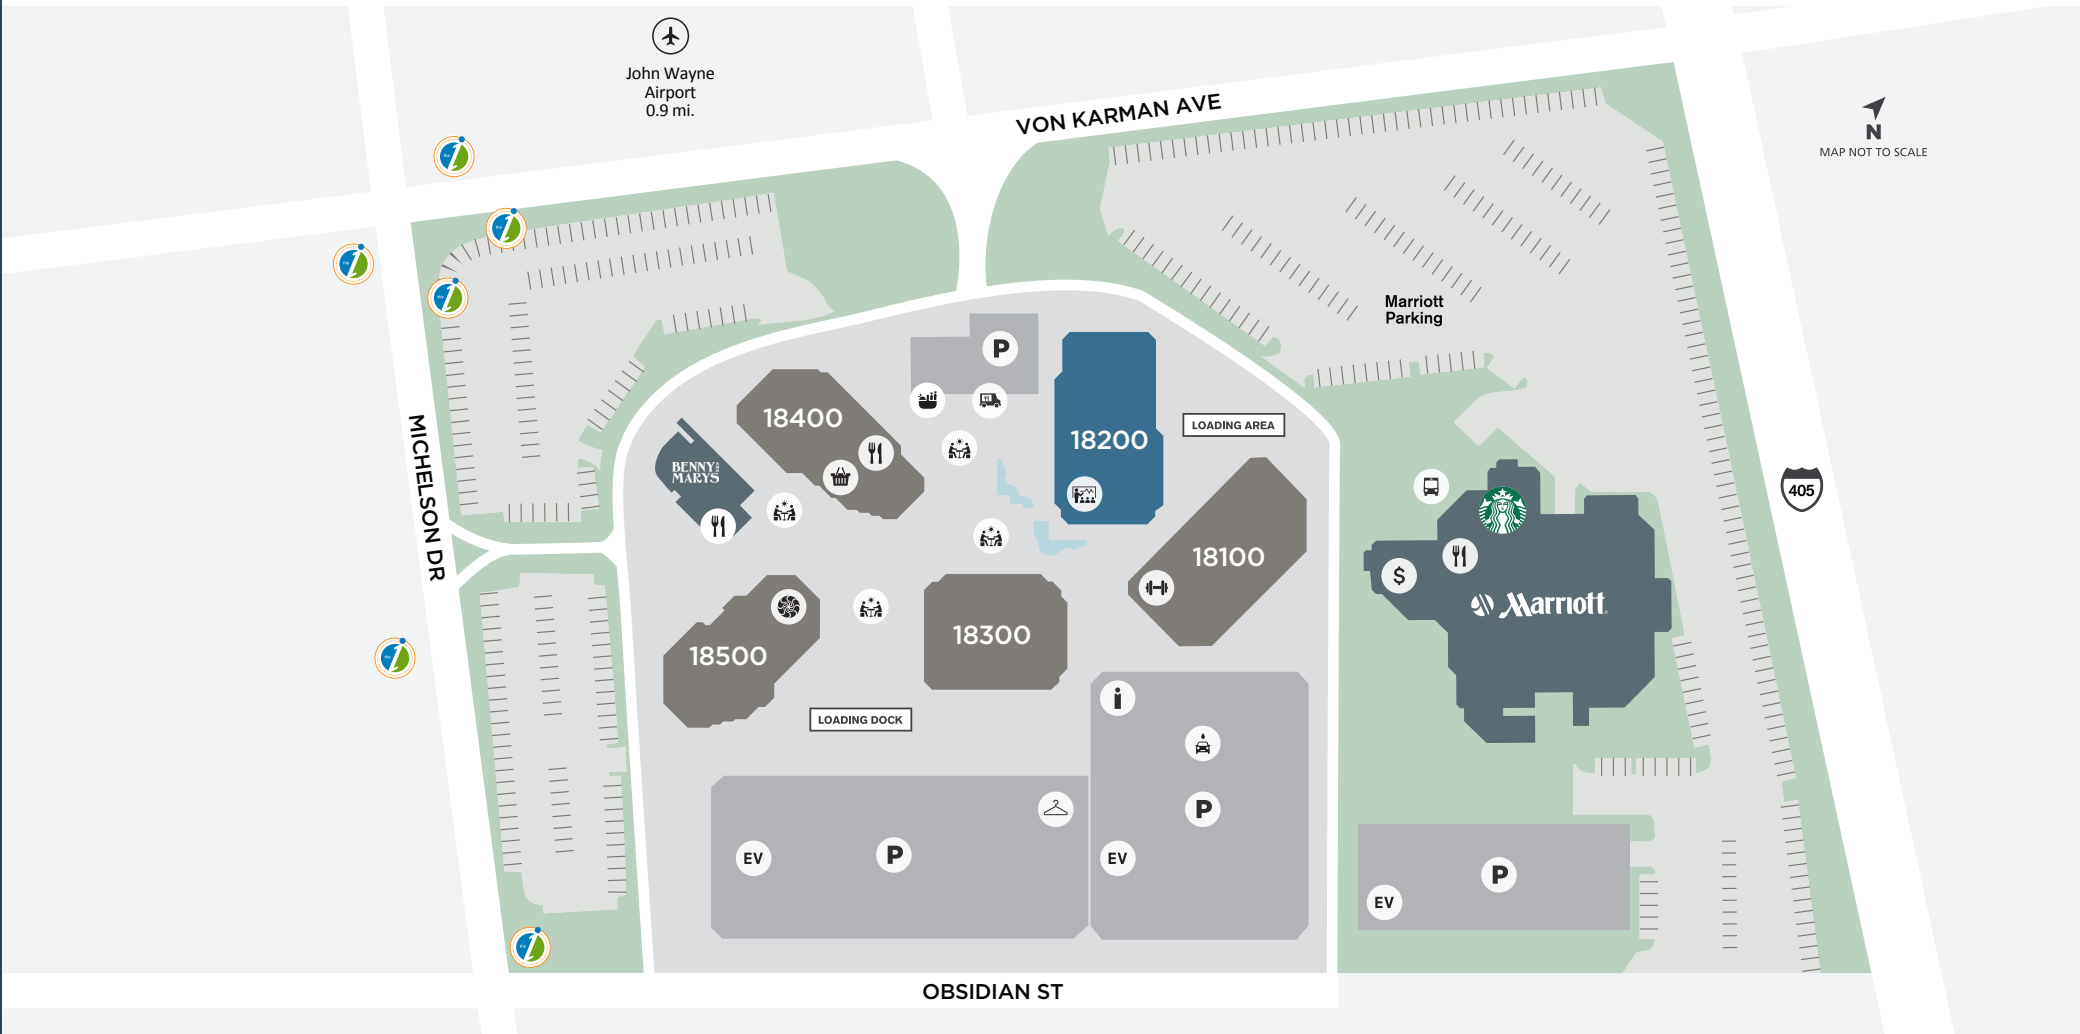 John Wayne
Airport
0.9 mi.
VON KARMAN AVE
N
MAP NOT TO SCALE
Marriott
Parking
P
18400
18200
LOADING AREA
MICHELSON DR
BENNY
MARYS
405
18100
$
Marriott
18300
18500
LOADING DOCK
i
P
EV
P
EV
P
EV
OBSIDIAN ST